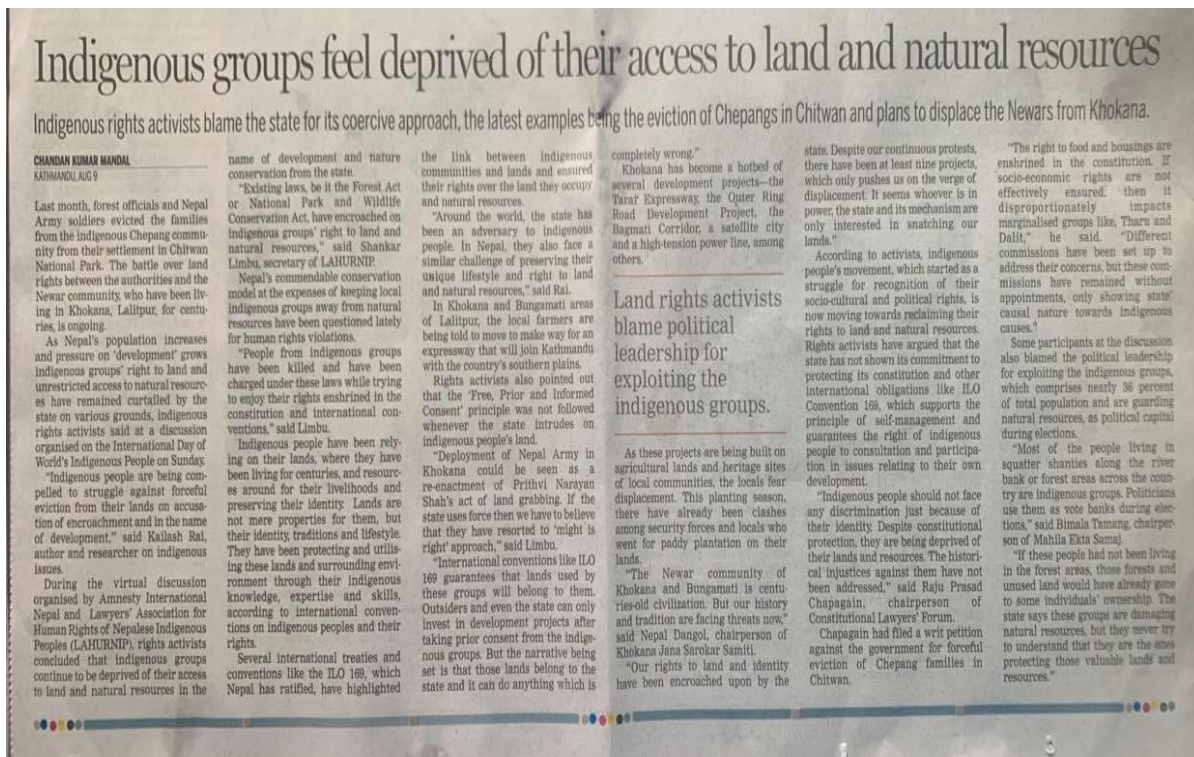 Indigenous groups feel deprived of their access to land and natural resources
Indigenous rights activists blame the state for its coercive approach, the latest examples being the eviction of Chepangs in Chitwan and plans to displace the Newars from Khokana.
CHANDAN KUMAR MANDAL
KATHMANDU, AUG 9
Last month, forest officials and Nepal
Army soldiers evicted the families
from the indigenous Chepang commu-
nity from their settlement in Chitwan
National Park. The battle over land
rights between the authorities and the
Newar community, who have been liv-
ing in Khokana, Lalitpur, for centu-
ries, is ongoing.
As Nepal's population increases
and pressure on 'development' grows
indigenous groups' right to land and
unrestricted access to natural resourc-
es have remained curtailed by the
state on various grounds, indigenous
rights activists said at a discussion
organised on the International Day of
World's Indigenous People on Sunday.
"Indigenous people are being com-
pelled to struggle against forceful
eviction from their lands on accusa-
tion of encroachment and in the name
of development," said Kailash Rai,
author and researcher on indigenous
issues.
During the virtual discussion
organised by Amnesty International
Nepal and Lawyers' Association for
Human Rights of Nepalese Indigenous
Peoples (LAHURNIP), rights activists
concluded that indigenous groups
continue to be deprived of their access
to land and natural resources in the
name of development and nature
conservation from the state.
"Existing laws, be it the Forest Act
or National Park and Wildlife
Conservation Act, have encroached on
indigenous groups' right to land and
natural resources," said Shankar
Limbu, secretary of LAHURNIP.
Nepal's commendable conservation
model at the expenses of keeping local
indigenous groups away from natural
resources have been questioned lately
for human rights violations.
"People from indigenous groups
have been killed and have been
charged under these laws while trying
to enjoy their rights enshrined in the
constitution and international con-
ventions," said Limbu.
Indigenous people have been rely-
ing on their lands, where they have
been living for centuries, and resourc-
es around for their livelihoods and
preserving their identity. Lands are
not mere properties for them, but
their identity, traditions and lifestyle.
They have been protecting and utilis-
ing these lands and surrounding envi-
ronment through their indigenous
knowledge, expertise and skills,
according to international conven-
tions on indigenous peoples and their
rights.
Several international treaties and
conventions like the ILO 169, which
Nepal has ratified, have highlighted
the link between indigenous
communities and lands and ensured
their rights over the land they occupy
and natural resources.
"Around the world, the state has
been an adversary to indigenous
people. In Nepal, they also face a
similar challenge of preserving their
unique lifestyle and right to land
and natural resources," said Rai.
In Khokana and Bungamati areas
of Lalitpur, the local farmers are
being told to move to make way for an
expressway that will join Kathmandu
with the country's southern plains.
Rights activists also pointed out
that the 'Free, Prior and Informed
Consent' principle was not followed
whenever the state intrudes on
indigenous people's land.
"Deployment of Nepal Army in
Khokana could be seen as a
re-enactment of Prithvi Narayan
Shah's act of land grabbing. If the
state uses force then we have to believe
that they have resorted to 'might is
right' approach," said Limbu.
"International conventions like ILO
169 guarantees that lands used by
these groups will belong to them.
Outsiders and even the state can only
invest in development projects after
taking prior consent from the indige-
nous groups. But the narrative being
set is that those lands belong to the
state and it can do anything which is
completely wrong."
Khokana has become a hotbed of
several development projects—the
Tarar Expressway, the Outer Ring
Road Development Project, the
Bagmati Corridor, a satellite city
and a high-tension power line, among
others.
Land rights activists
blame political
leadership for
exploiting the
indigenous groups.
As these projects are being built on
agricultural lands and heritage sites
of local communities, the locals fear
displacement. This planting season,
there have already been clashes
among security forces and locals who
went for paddy plantation on their
lands.
"The Newar community of
Khokana and Bungamati is centu-
ries-old civilization. But our history
and tradition are facing threats now,"
said Nepal Dangol, chairperson of
Khokana Jana Sarokar Samiti.
"Our rights to land and identity
have been encroached upon by the
state. Despite our continuous protests,
there have been at least nine projects,
which only pushes us on the verge of
displacement. It seems whoever is in
power, the state and its mechanism are
only interested in snatching our
lands."
According to activists, indigenous
people's movement, which started as a
struggle for recognition of their
socio-cultural and political rights, is
now moving towards reclaiming their
rights to land and natural resources.
Rights activists have argued that the
state has not shown its commitment to
protecting its constitution and other
international obligations like ILO
Convention 169, which supports the
principle of self-management and
guarantees the right of indigenous
people to consultation and participa-
tion in issues relating to their own
development.
"Indigenous people should not face
any discrimination just because of
their identity. Despite constitutional
protection, they are being deprived of
their lands and resources. The histori-
cal injustices against them have not
been addressed," said Raju Prasad
Chapagain, chairperson of
Constitutional Lawyers' Forum.
Chapagain had filed a writ petition
against the government for forceful
eviction of Chepang families in
Chitwan.
"The right to food and housings are
enshrined in the constitution. If
socio-economic rights are not
effectively ensured, then it
disproportionately impacts
marginalised groups like, Tharu and
Dalit," he said. "Different
commissions have been set up to
address their concerns, but these com-
missions have remained without
appointments, only showing state'
causal nature towards indigenous
causes."
Some participants at the discussion
also blamed the political leadership
for exploiting the indigenous groups,
which comprises nearly 36 percent
of total population and are guarding
natural resources, as political capital
during elections.
"Most of the people living in
squatter shanties along the river
bank or forest areas across the coun-
try are indigenous groups. Politicians
use them as vote banks during elec-
tions," said Bimala Tamang, chairper-
son of Mahila Ekta Samaj.
"If these people had not been living
in the forest areas, those forests and
unused land would have already gone
to some individuals' ownership. The
state says these groups are damaging
natural resources, but they never try
to understand that they are the ones
protecting those valuable lands and
resources."